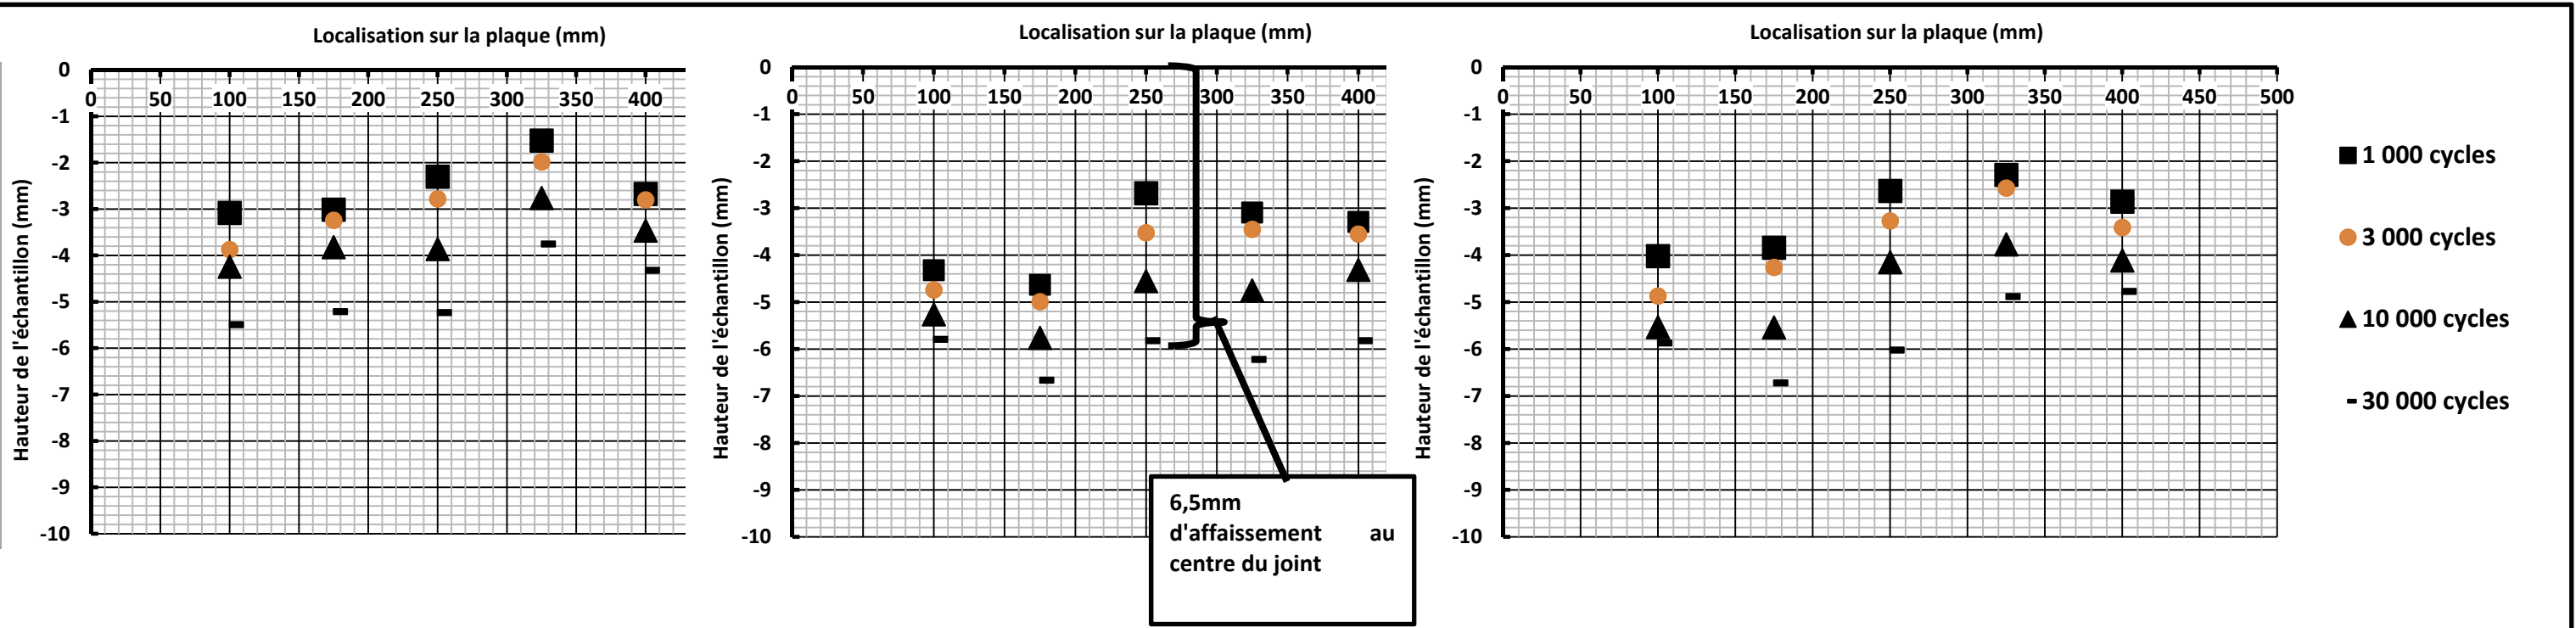 Localisation sur la plaque (mm)
0
0 50 100 150 200 250 300 350 400
-1
-2
-3
-4
-5
-6
-7
-8
-9
-10
Hauteur de l'échantillon (mm)
Localisation sur la plaque (mm)
0
0 50 100 150 200 250 300 350 400
-1
-2
-3
-4
-5
-6
-7
-8
-9
-10
Hauteur de l'échantillon (mm)
6,5mm
d'affaissement au
centre du joint
Localisation sur la plaque (mm)
0
0 50 100 150 200 250 300 350 400 450 500
-1
-2
-3
-4
-5
-6
-7
-8
-9
-10
Hauteur de l'échantillon (mm)
1 000 cycles
3 000 cycles
10 000 cycles
30 000 cycles